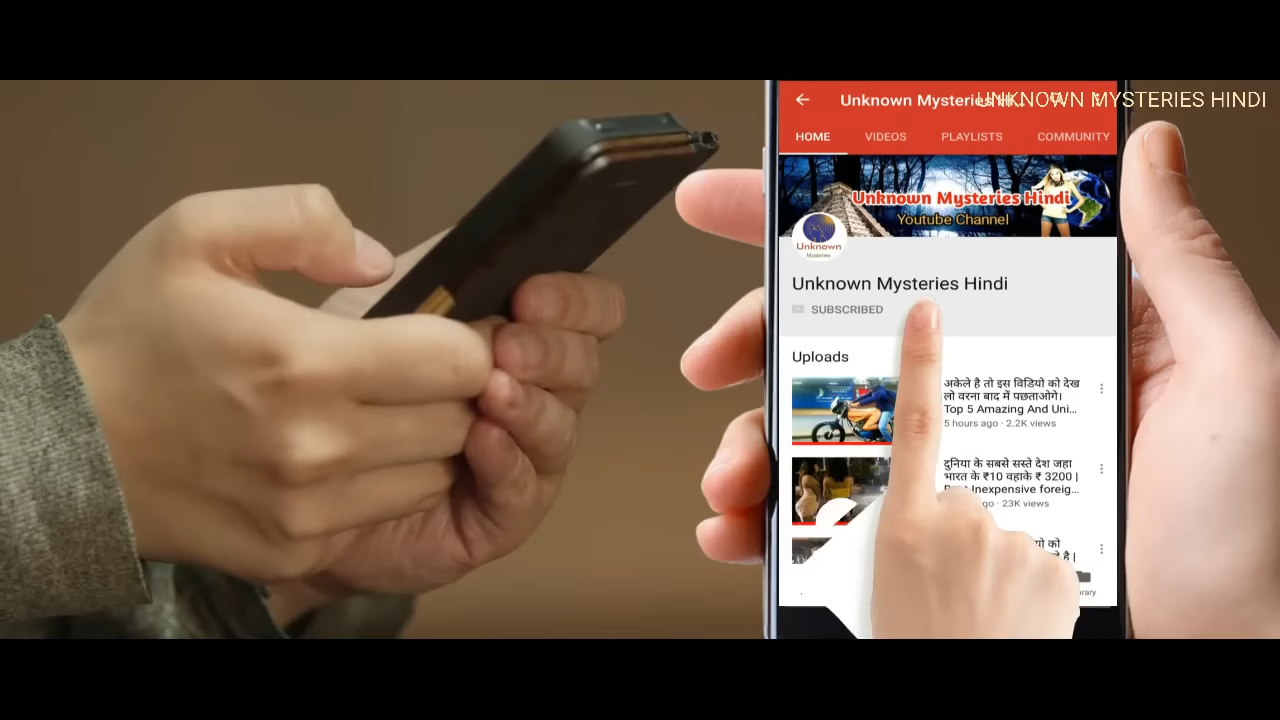 UNKNOWN MYSTERIES HINDI
Unknown Mysteries
HOME VIDEOS PLAYLISTS COMMUNITY
Unknown Mysteries Hindi
Youtube Channel
Unknown
Mysteries
Unknown Mysteries Hindi
SUBSCRIBED
Uploads
अकेले है तो इस विडियो को देख
लो वरना बाद में पछताओगे।
Top 5 Amazing And Uni...
5 hours ago · 2.2K views
दुनिया के सबसे सस्ते देश जहा
भारत के ₹10 वहाके ₹ 3200 |
Inexpensive foreig...
go · 23K views
को
है |